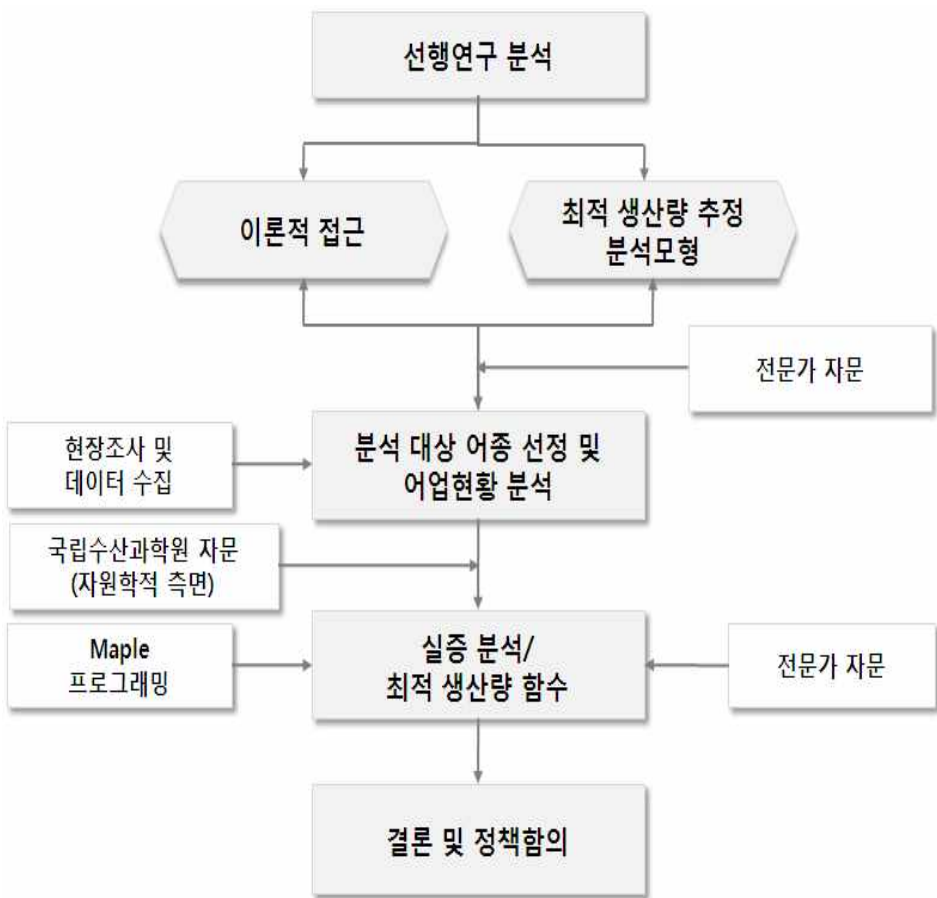 선행연구 분석
이론적 접근
최적 생산량 추정
분석모형
전문가 자문
현장조사 및
데이터 수집
분석 대상 어종 선정 및
어업현황 분석
국립수산과학원 자문
(자원학적 측면)
Maple
프로그래밍
실증 분석/
최적 생산량 함수
전문가 자문
결론 및 정책함의